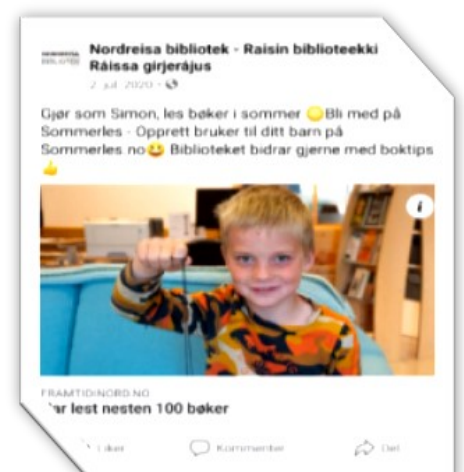 Nordreisa bibliotek - Raisin biblioteekki
Ráissa girjerájus
2. jul. 2020 ·
Gjør som Simon, les bøker i sommer 🌞Bli med på
Sommerles - Opprett bruker til ditt barn på
Sommerles.no😀 Biblioteket bidrar gjerne med boktips
👍
i
FRAMTIDINORD.NO
ar lest nesten 100 bøker
Liker
Kommenter
Del